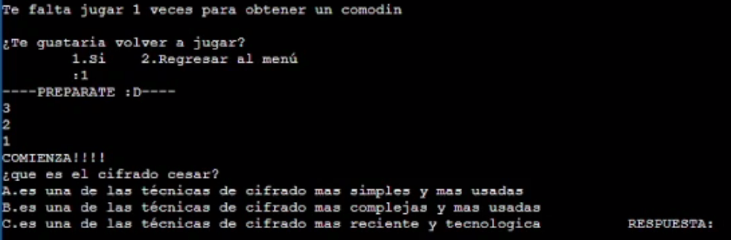 Te falta jugar 1 veces para obtener un comodin
¿Te gustaria volver a jugar?
1.Si 2.Regresar al menú
:1
----PREPARATE :D----
3
2
1
COMIENZA!!!!
¿que es el cifrado cesar?
A.es una de las técnicas de cifrado mas simples y mas usadas
B.es una de las técnicas de cifrado mas complejas y mas usadas
C.es una de las técnicas de cifrado mas reciente y tecnologica RESPUESTA: